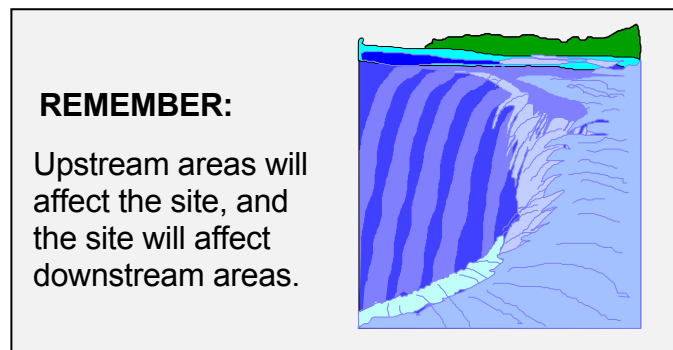 REMEMBER:
Upstream areas will
affect the site, and
the site will affect
downstream areas.